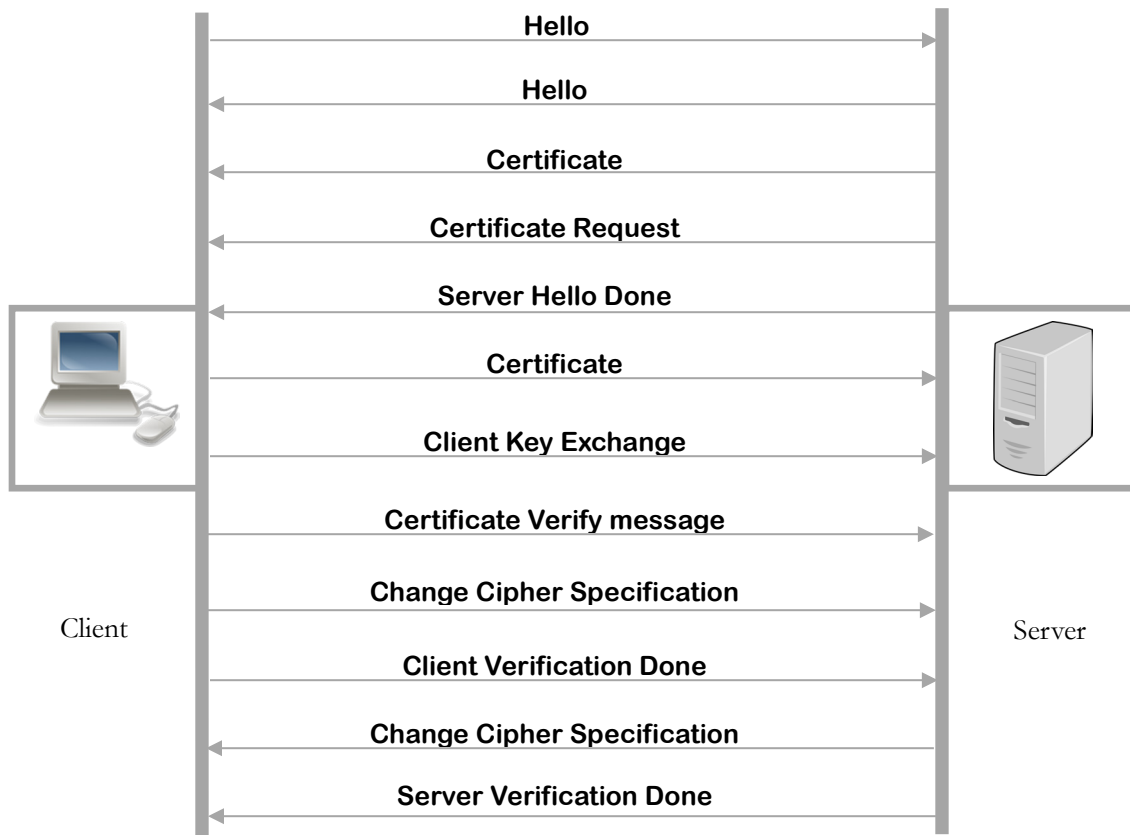 Hello
Hello
Certificate
Certificate Request
Server Hello Done
Certificate
Client Key Exchange
Certificate Verify message
Change Cipher Specification
Client
Server
Client Verification Done
Change Cipher Specification
Server Verification Done